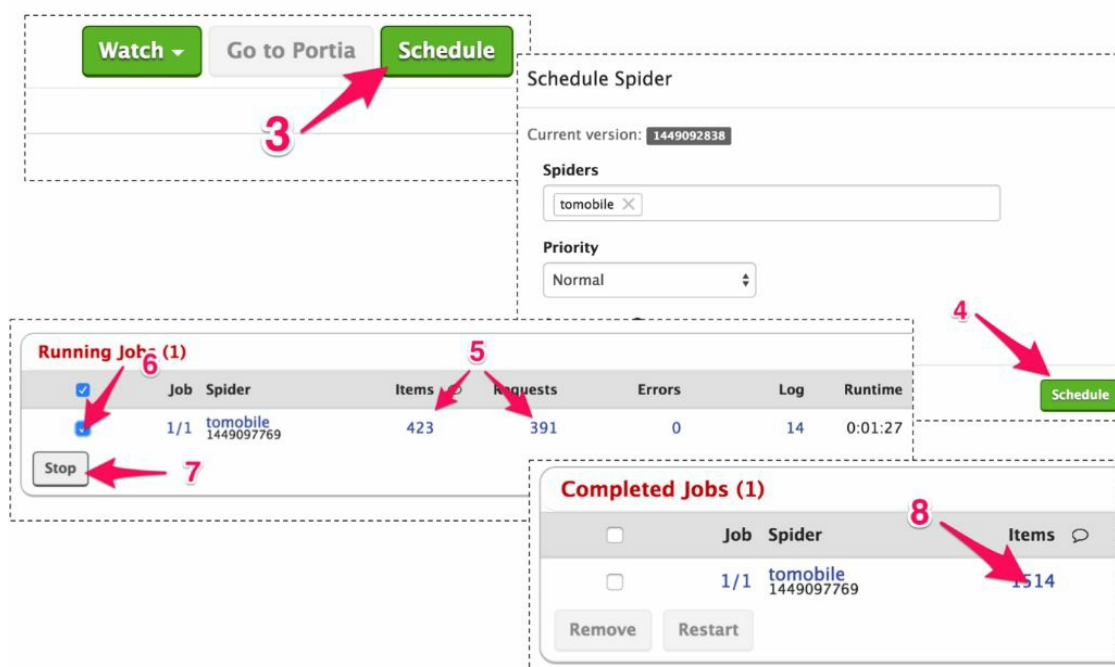 Watch Go to Portia Schedule
3
Schedule Spider
Current version: 1449092838
Spiders
tomobile
Priority
Normal
4
Schedule
Running Jobs (1)
6
5
Job Spider Items Requests Errors Log Runtime
1/1 tomobile 423 391 0 14 0:01:27
1449097769
Stop
7
Completed Jobs (1)
8
Job Spider Items
1/1 tomobile 1514
1449097769
Remove Restart